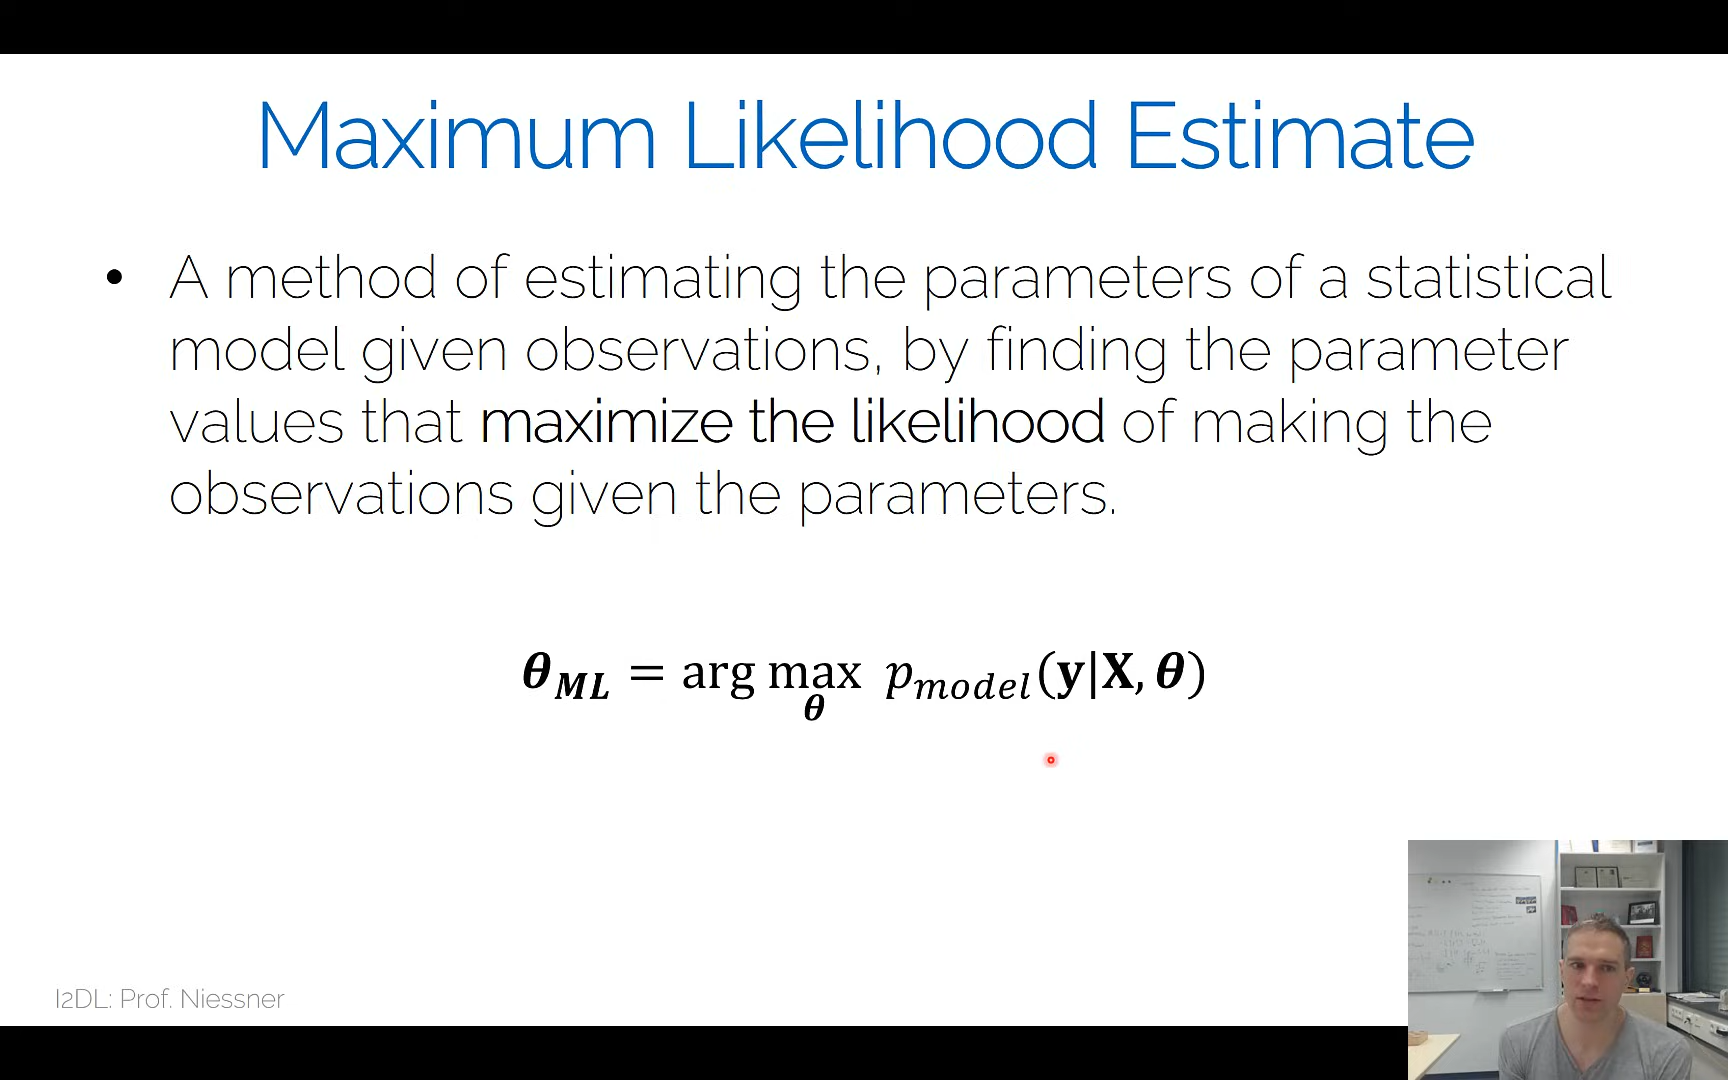 Maximum Likelihood Estimate
• A method of estimating the parameters of a statistical
model given observations, by finding the parameter
values that maximize the likelihood of making the
observations given the parameters.
𝜽_𝑴𝑳 = arg max_𝜽 p_model(𝐲|𝐗, 𝜽)
I2DL: Prof. Niessner